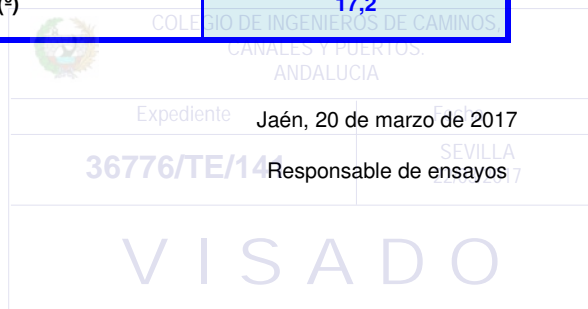 (º) 17,2
COLEGIO DE INGENIEROS DE CAMINOS,
CANALES Y PUERTOS.
ANDALUCIA
Expediente Fecha
Jaén, 20 de marzo de 2017
36776/TE/141 SEVILLA
Responsable de ensayos
VISADO